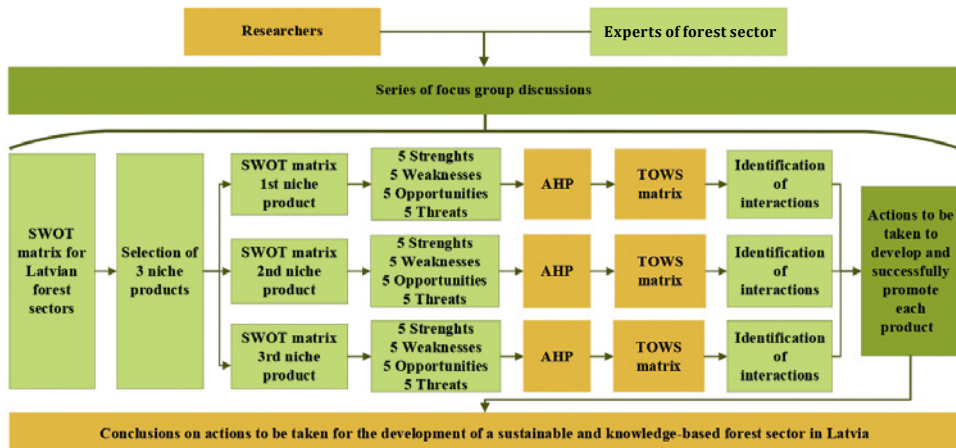 Researchers
Experts of forest sector
Series of focus group discussions
SWOT
matrix for
Latvian
forest
sectors
Selection of
3 niche
products
SWOT matrix
1st niche
product
5 Strenghts
5 Weaknesses
5 Opportunities
5 Threats
AHP
TOWS
matrix
Identification
of
interactions
SWOT matrix
2nd niche
product
5 Strenghts
5 Weaknesses
5 Opportunities
5 Threats
AHP
TOWS
matrix
Identification
of
interactions
SWOT matrix
3rd niche
product
5 Strenghts
5 Weaknesses
5 Opportunities
5 Threats
AHP
TOWS
matrix
Identification
of
interactions
Actions to be
taken to
develop and
successfully
promote
each
product
Conclusions on actions to be taken for the development of a sustainable and knowledge-based forest sector in Latvia